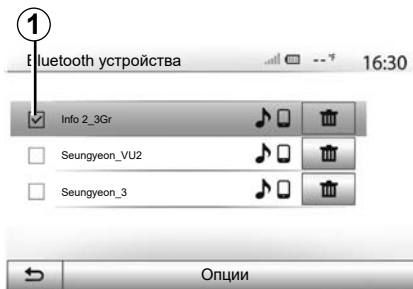 1
Bluetooth устройства -- °F 16:30
Info 2_3Gr
Seungyeon_VU2
Seungyeon_3
Опции